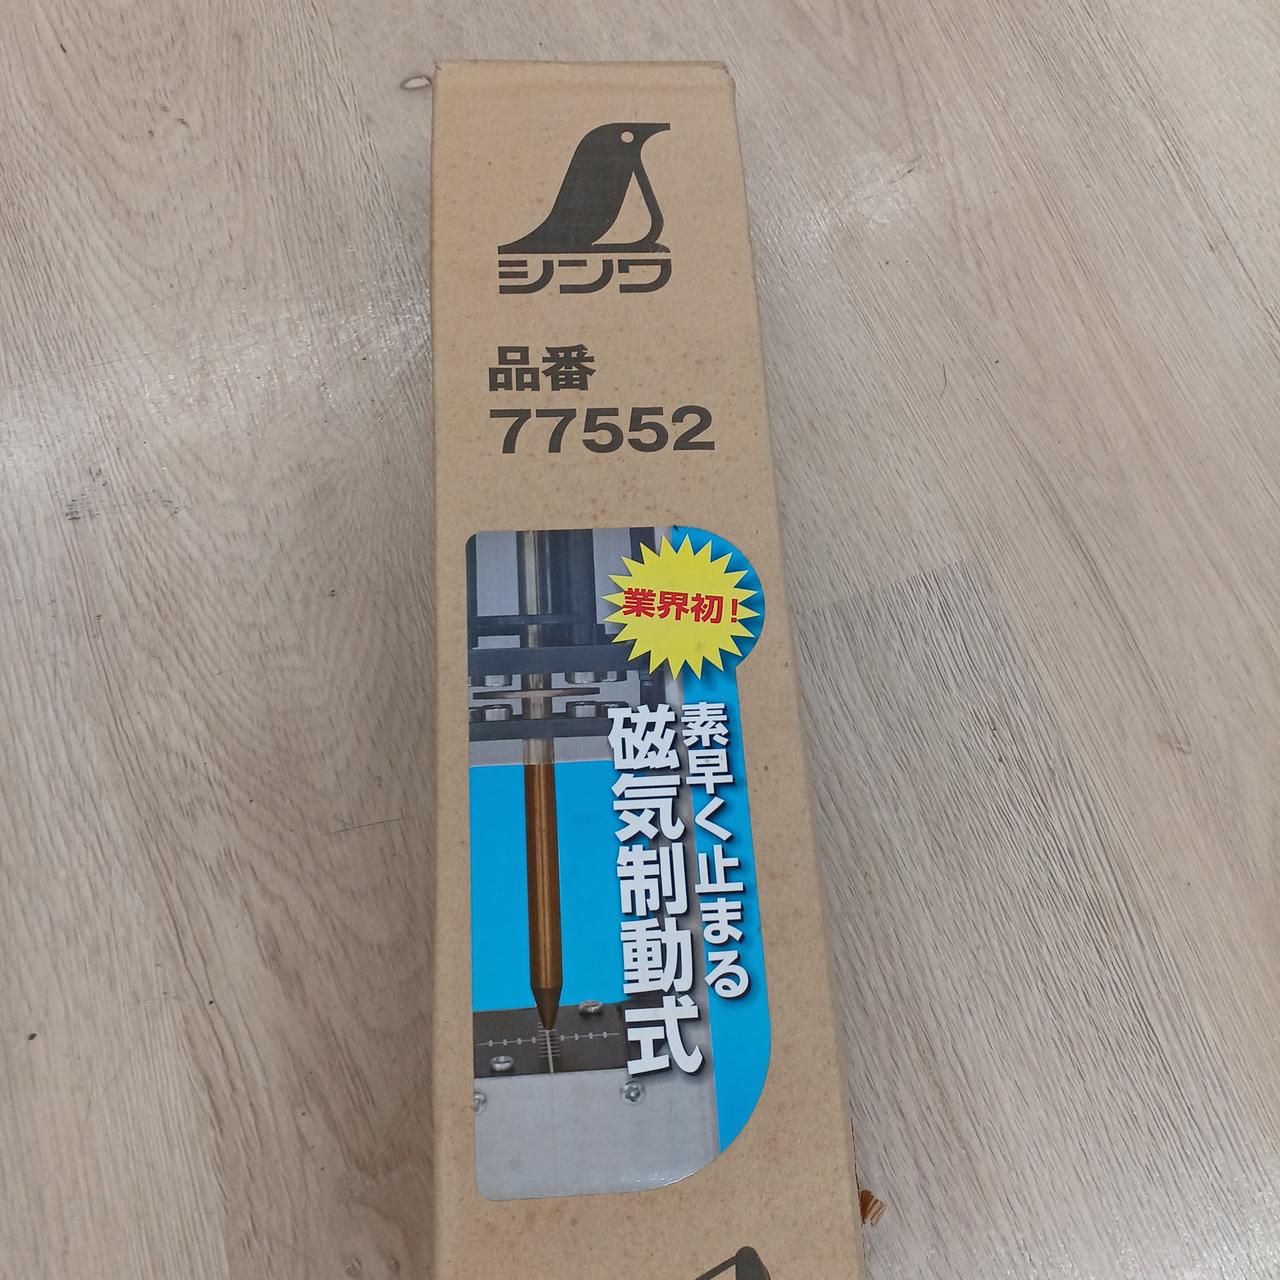 シンワ
品番
77552
業界初!
素早く止まる
磁気制動式